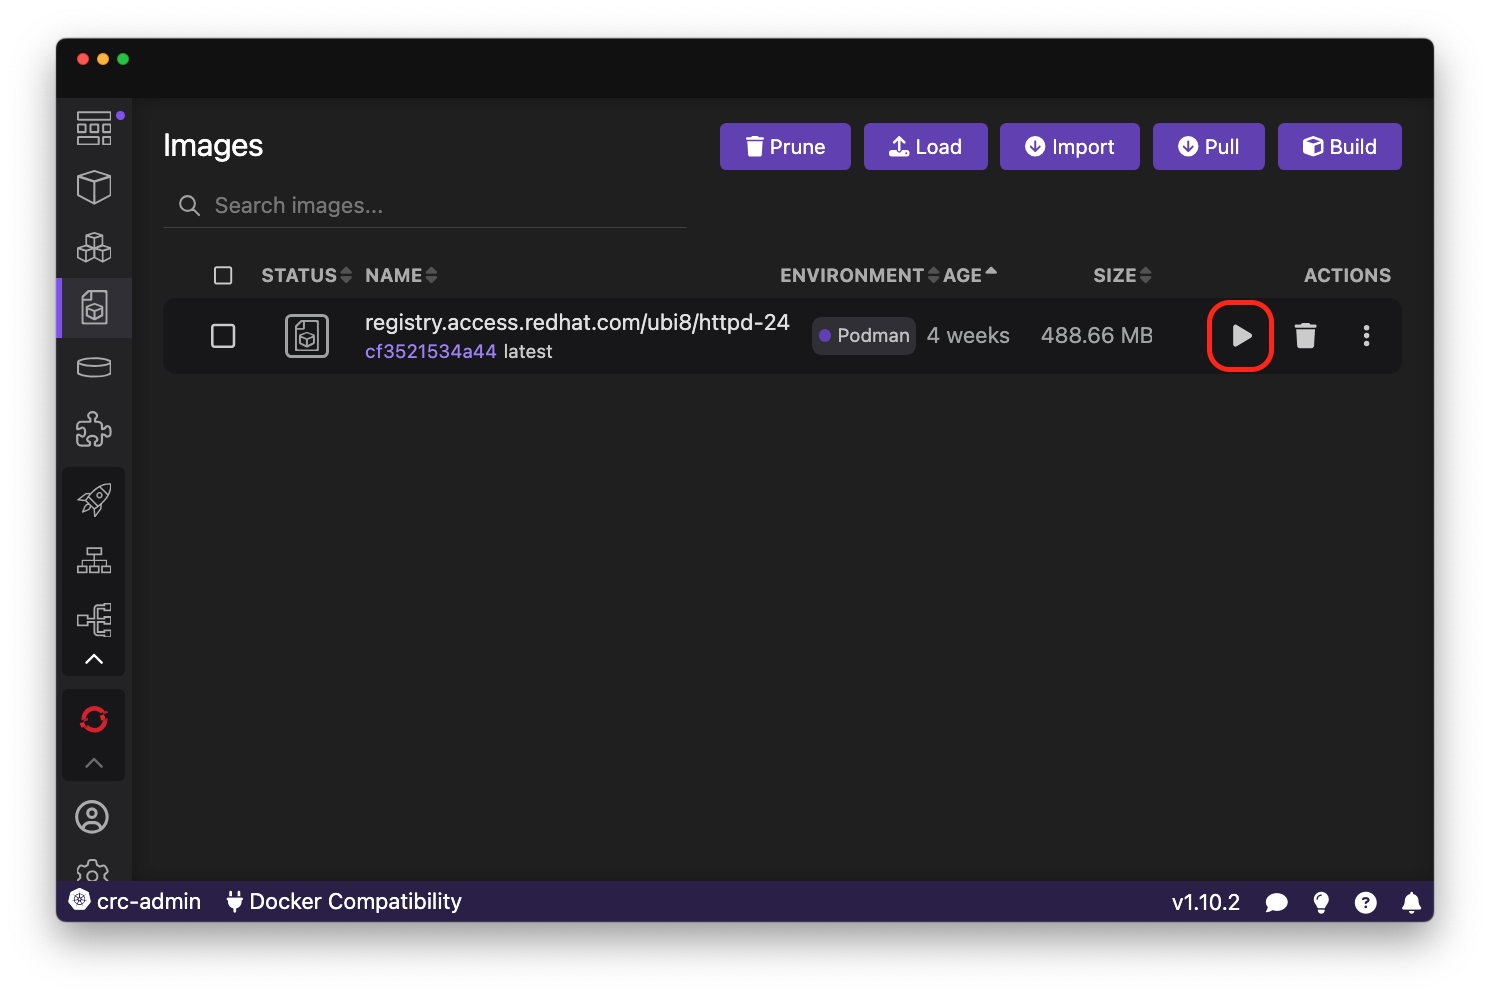 Images
Prune
Load
Import
Pull
Build
Search images...
STATUS NAME ENVIRONMENT AGE SIZE ACTIONS
registry.access.redhat.com/ubi8/httpd-24
cf3521534a44 latest
Podman
4 weeks
488.66 MB
crc-admin
Docker Compatibility
v1.10.2